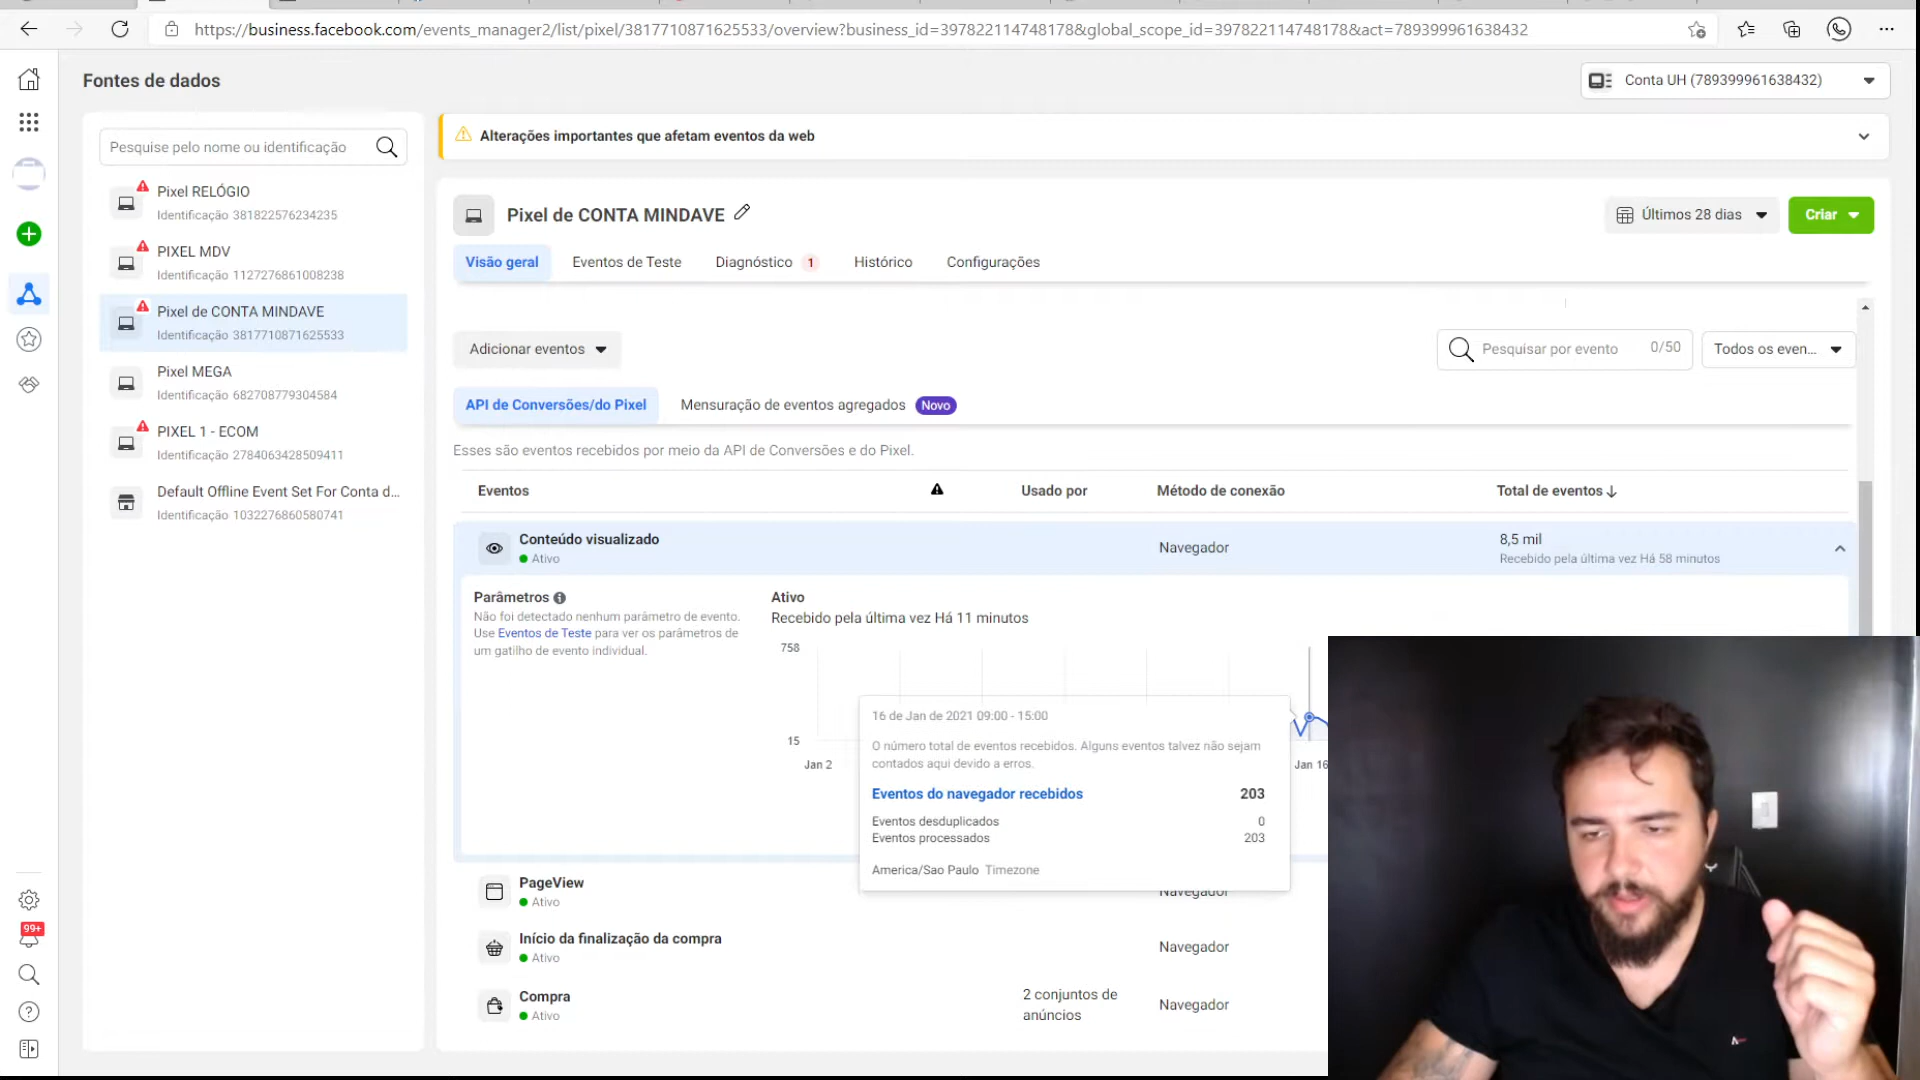 https://business.facebook.com/events_manager2/list/pixel/3817710871625533/overview?business_id=397822114748178&global_scope_id=397822114748178&act=789399961638432
Fontes de dados
Conta UH (789399961638432)
Pesquise pelo nome ou identificação
Pixel RELÓGIO
Identificação 381822576234235
PIXEL MDV
Identificação 1127276861008238
Pixel de CONTA MINDAVE
Identificação 3817710871625533
Pixel MEGA
Identificação 682708779304584
PIXEL 1 - ECOM
Identificação 2784063428509411
Default Offline Event Set For Conta d...
Identificação 1032276860580741
99+
Alterações importantes que afetam eventos da web
Pixel de CONTA MINDAVE
Últimos 28 dias
Criar
Visão geral
Eventos de Teste
Diagnóstico 1
Histórico
Configurações
Adicionar eventos
Pesquisar por evento 0/50
Todos os even...
API de Conversões/do Pixel
Mensuração de eventos agregados Novo
Esses são eventos recebidos por meio da API de Conversões e do Pixel.
Eventos
Usado por
Método de conexão
Total de eventos
Conteúdo visualizado
Ativo
Navegador
8,5 mil
Recebido pela última vez Há 58 minutos
Parâmetros
Não foi detectado nenhum parâmetro de evento.
Use Eventos de Teste para ver os parâmetros de
um gatilho de evento individual.
Ativo
Recebido pela última vez Há 11 minutos
758
15
Jan 2
Jan 16
16 de Jan de 2021 09:00 - 15:00
O número total de eventos recebidos. Alguns eventos talvez não sejam
contados aqui devido a erros.
Eventos do navegador recebidos 203
Eventos desduplicados 0
Eventos processados 203
America/Sao Paulo Timezone
PageView
Ativo
Navegador
Início da finalização da compra
Ativo
Navegador
Compra
Ativo
2 conjuntos de
anúncios
Navegador